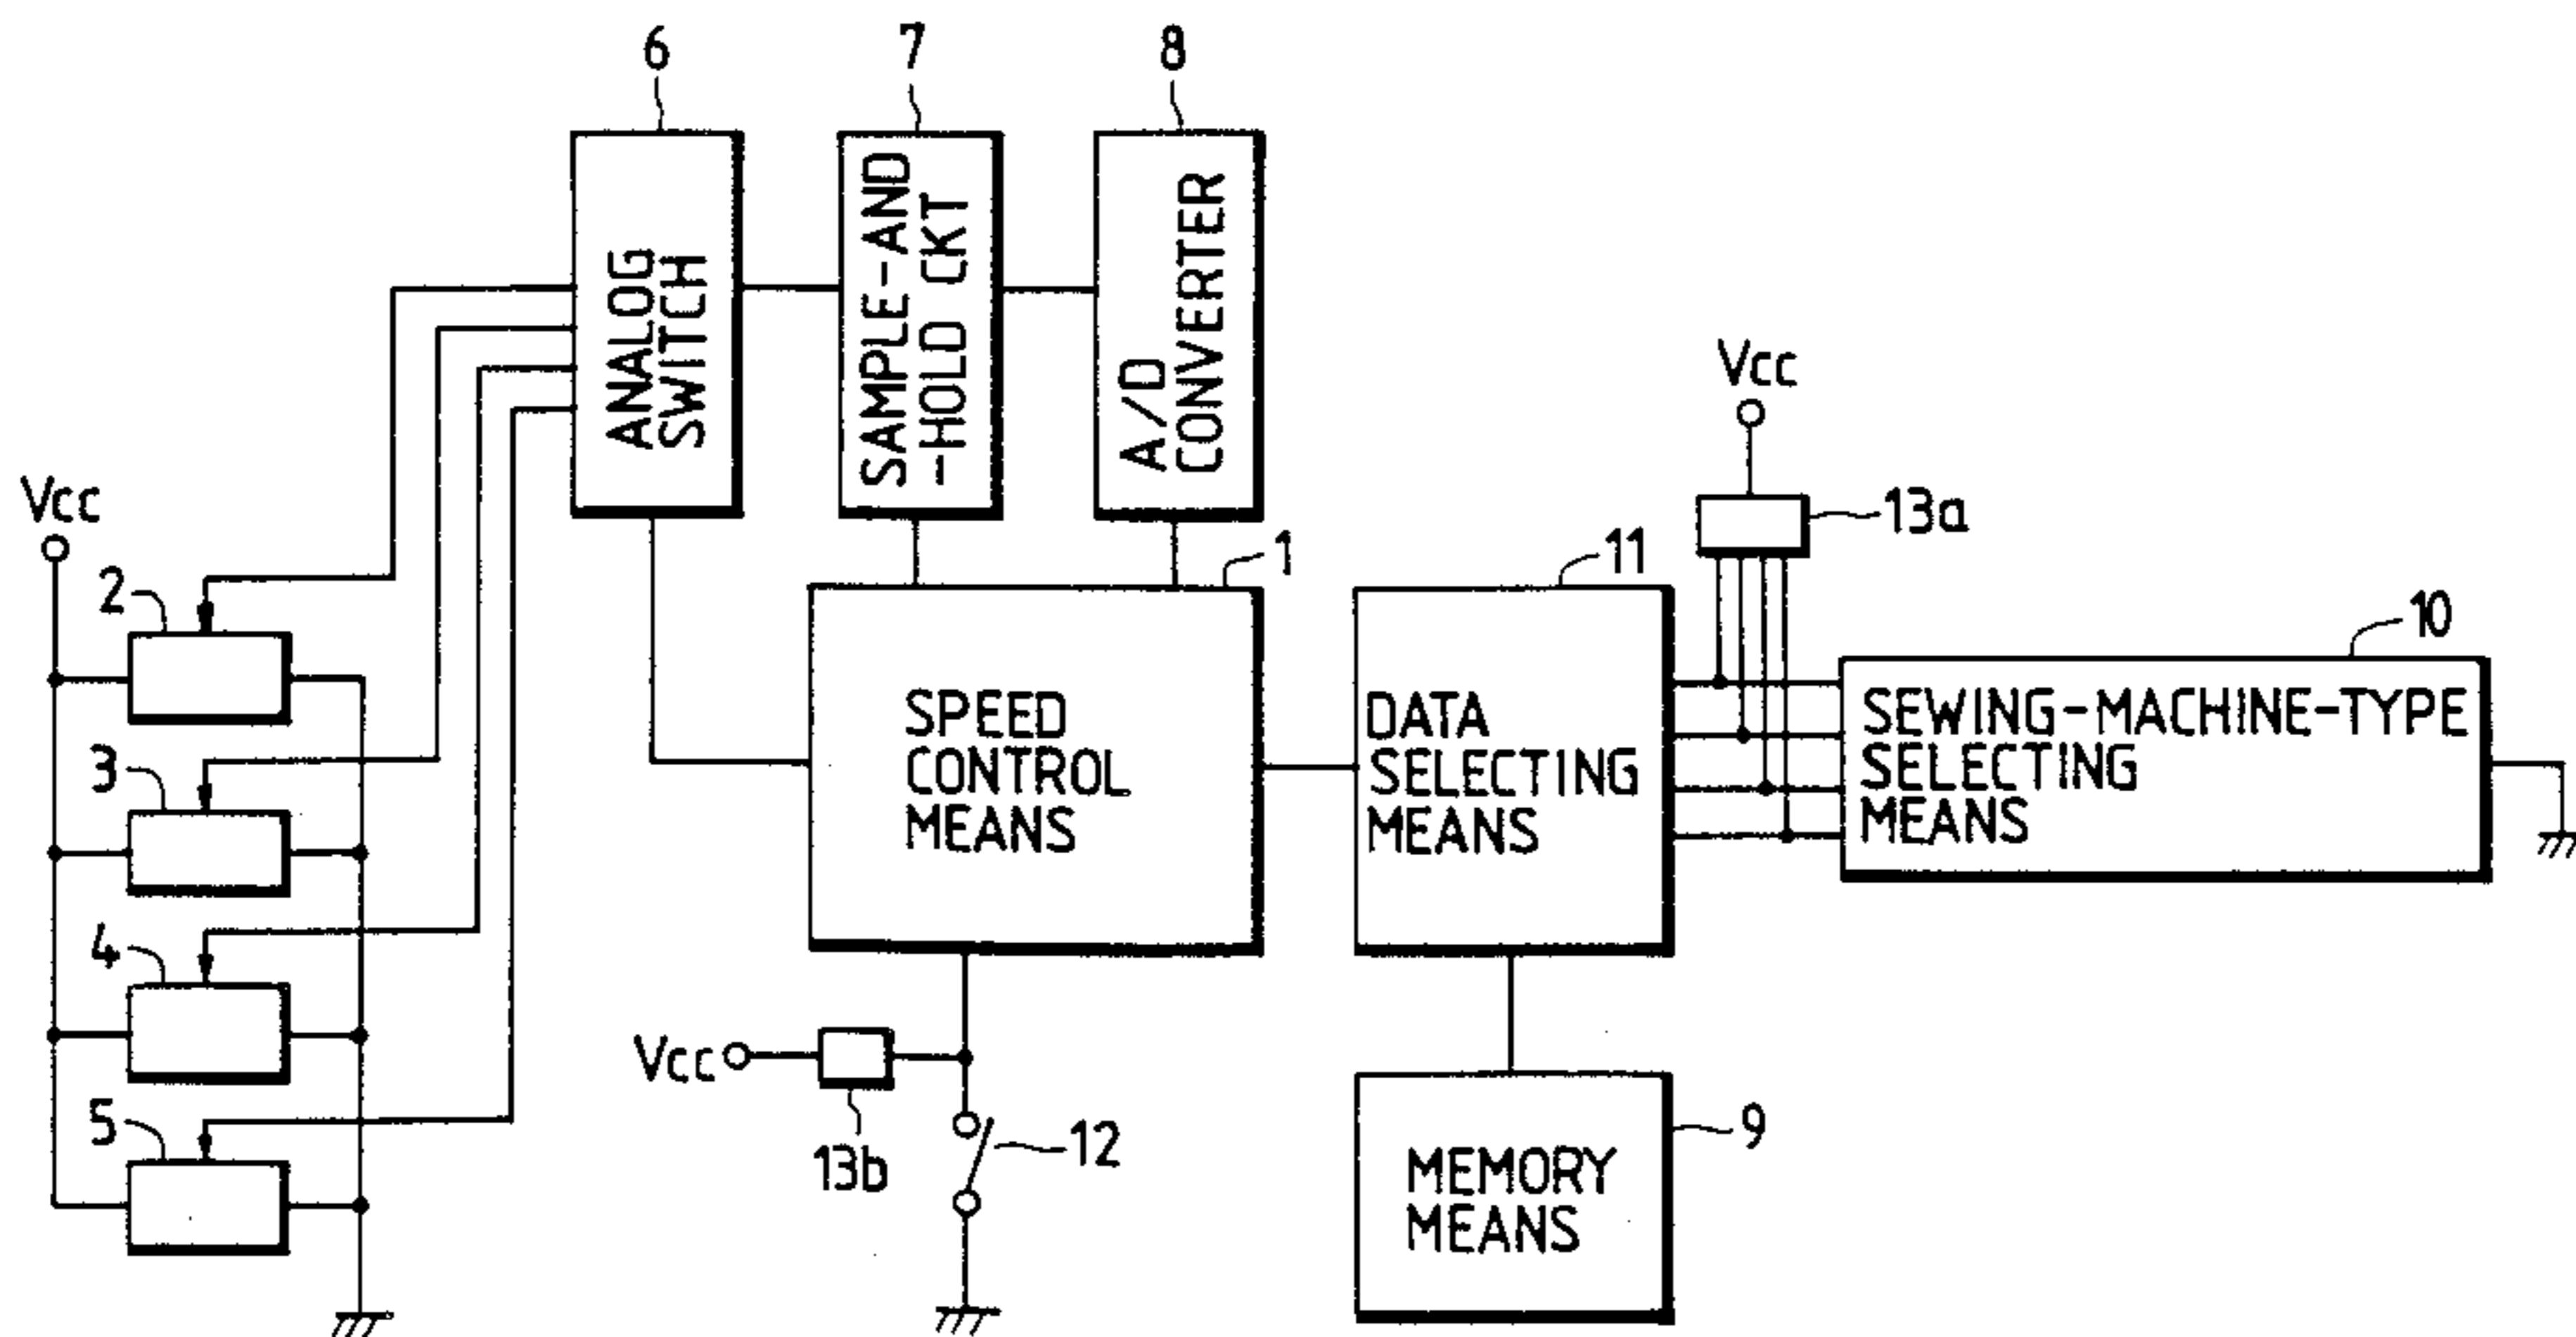 6
7
8
ANALOG
SWITCH
SAMPLE-AND
-HOLD CKT
A/D
CONVERTER
Vcc
2
3
4
5
1
SPEED
CONTROL
MEANS
11
DATA
SELECTING
MEANS
Vcc
13a
10
SEWING-MACHINE-TYPE
SELECTING
MEANS
Vcc
13b
12
9
MEMORY
MEANS